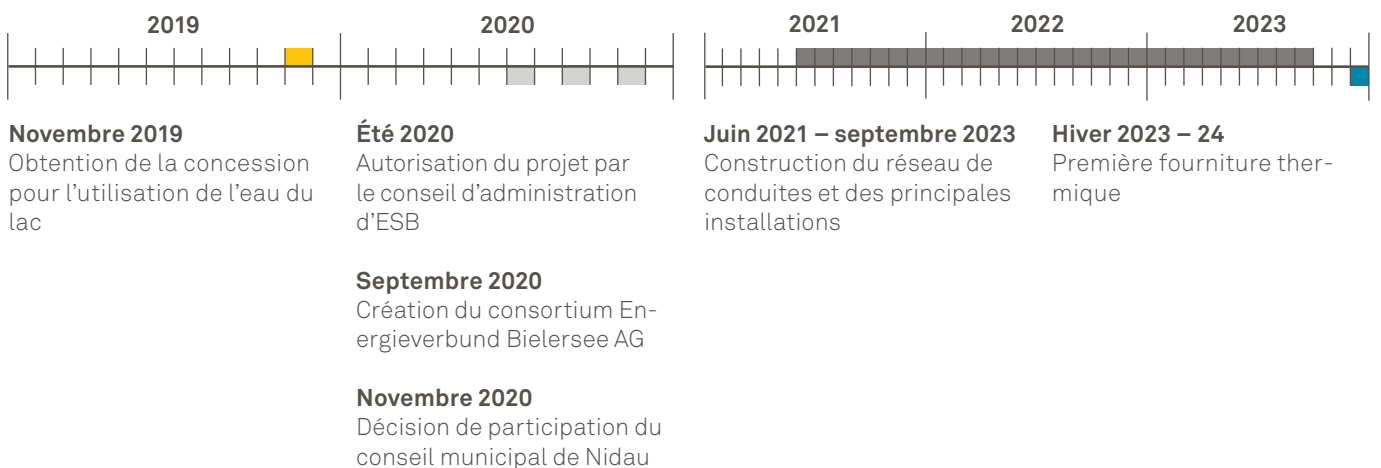 2019
2020
2021
2022
2023
Novembre 2019
Obtention de la concession
pour l’utilisation de l’eau du
lac
Été 2020
Autorisation du projet par
le conseil d’administration
d’ESB
Septembre 2020
Création du consortium En-
ergieverbund Bielersee AG
Novembre 2020
Décision de participation du
conseil municipal de Nidau
Juin 2021 – septembre 2023
Construction du réseau de
conduites et des principales
installations
Hiver 2023 – 24
Première fourniture ther-
mique